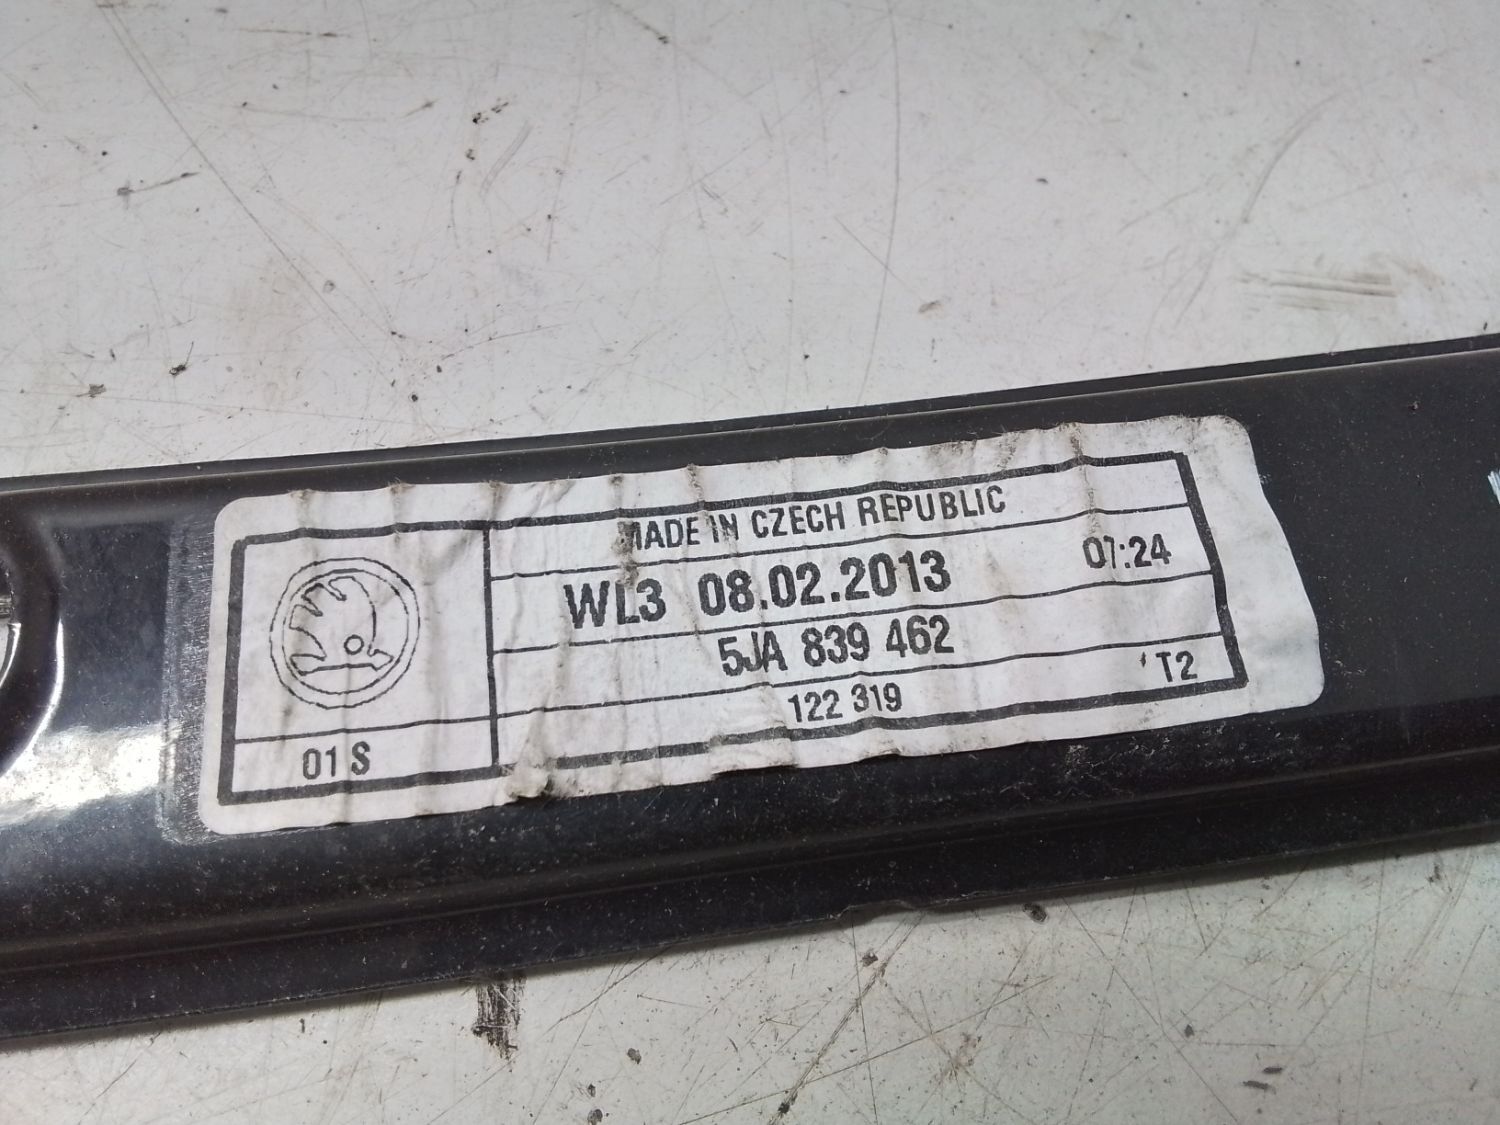 MADE IN CZECH REPUBLIC
WL3 08.02.2013 07:24
5JA 839 462
122 319 T2
01 S